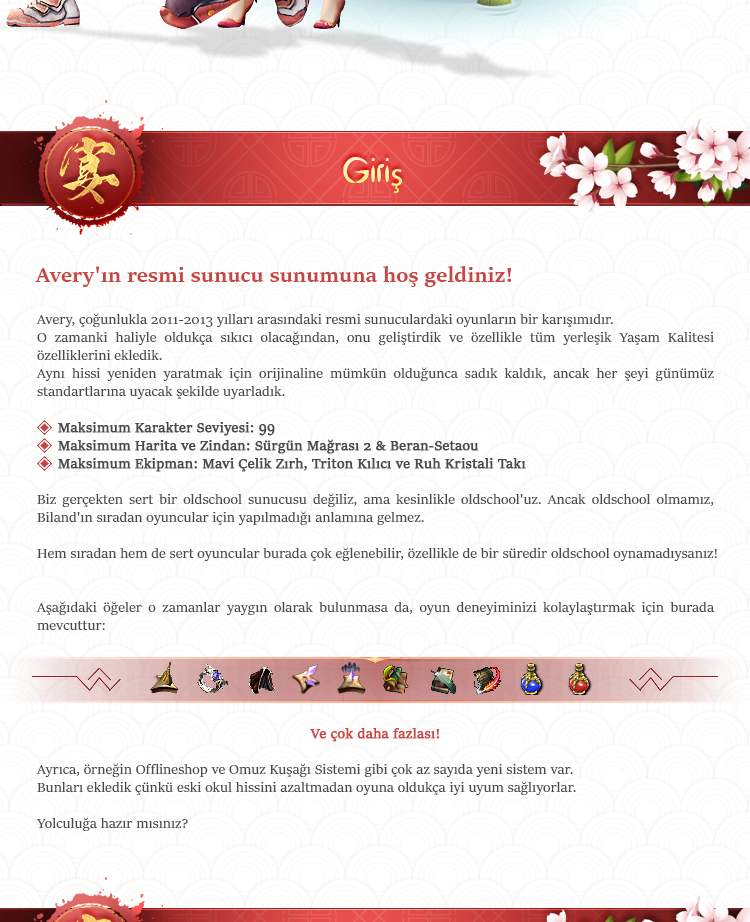 宴
Giriş
Avery'ın resmi sunucu sunumuna hoş geldiniz!
Avery, çoğunlukla 2011-2013 yılları arasındaki resmi sunuculardaki oyunların bir karışımıdır.
O zamanki haliyle oldukça sıkıcı olacağından, onu geliştirdik ve özellikle tüm yerleşik Yaşam Kalitesi
özelliklerini ekledik.
Aynı hissi yeniden yaratmak için orijinaline mümkün olduğunca sadık kaldık, ancak her şeyi günümüz
standartlarına uyacak şekilde uyarladık.
Maksimum Karakter Seviyesi: 99
Maksimum Harita ve Zindan: Sürgün Mağrası 2 & Beran-Setaou
Maksimum Ekipman: Mavi Çelik Zırh, Triton Kılıcı ve Ruh Kristali Takı
Biz gerçekten sert bir oldschool sunucusu değiliz, ama kesinlikle oldschool'uz. Ancak oldschool olmamız,
Biland'ın sıradan oyuncular için yapılmadığı anlamına gelmez.
Hem sıradan hem de sert oyuncular burada çok eğlenebilir, özellikle de bir süredir oldschool oynamadıysanız!
Aşağıdaki öğeler o zamanlar yaygın olarak bulunmasa da, oyun deneyiminizi kolaylaştırmak için burada
mevcuttur:
Ve çok daha fazlası!
Ayrıca, örneğin Offlineshop ve Omuz Kuşağı Sistemi gibi çok az sayıda yeni sistem var.
Bunları ekledik çünkü eski okul hissini azaltmadan oyuna oldukça iyi uyum sağlıyorlar.
Yolculuğa hazır mısınız?